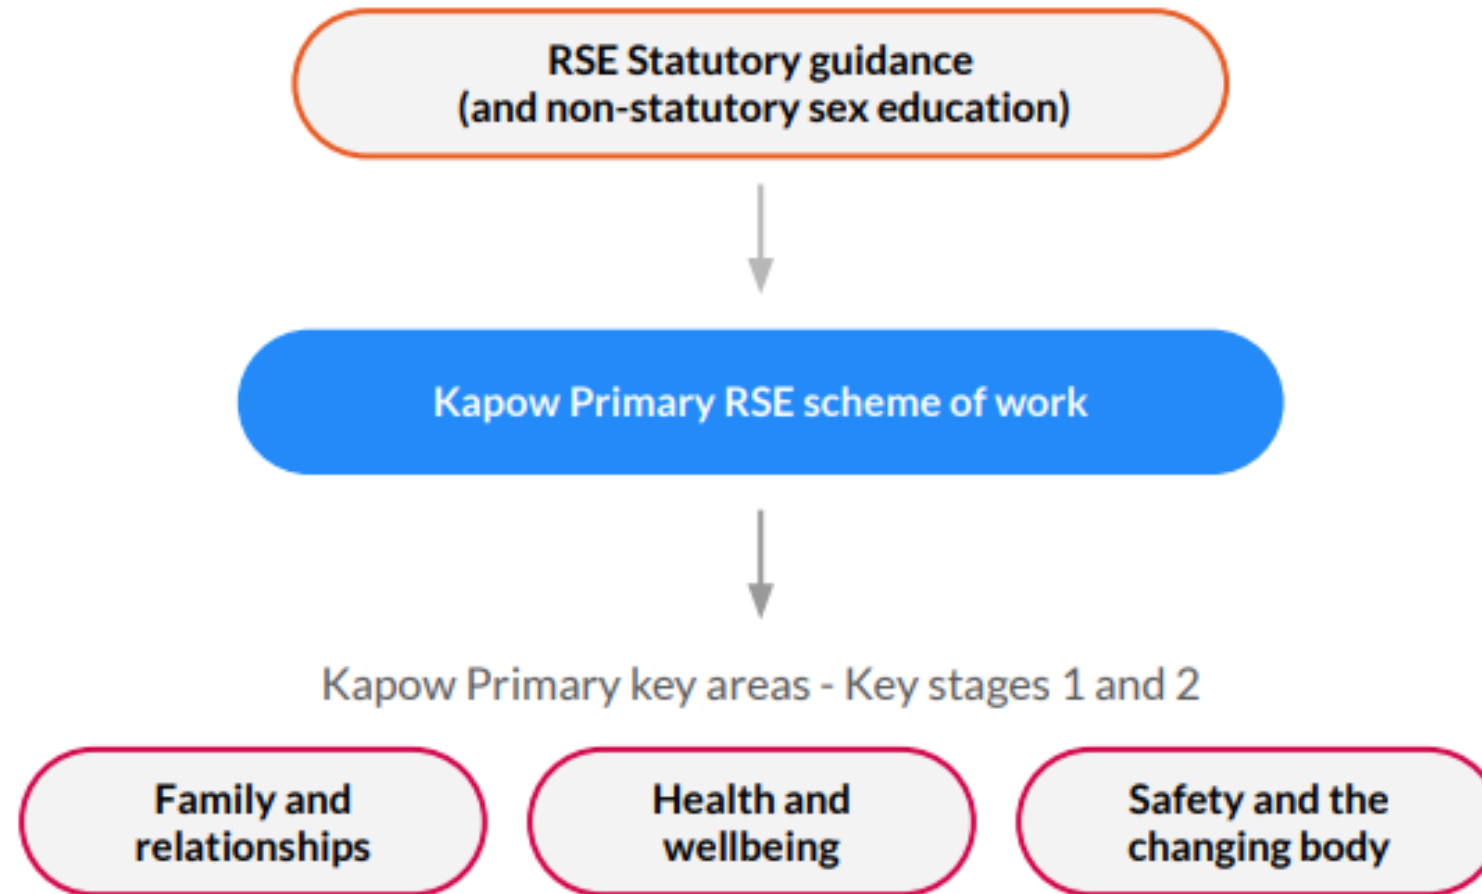 RSE Statutory guidance
(and non-statutory sex education)
Kapow Primary RSE scheme of work
Kapow Primary key areas - Key stages 1 and 2
Family and
relationships
Health and
wellbeing
Safety and the
changing body